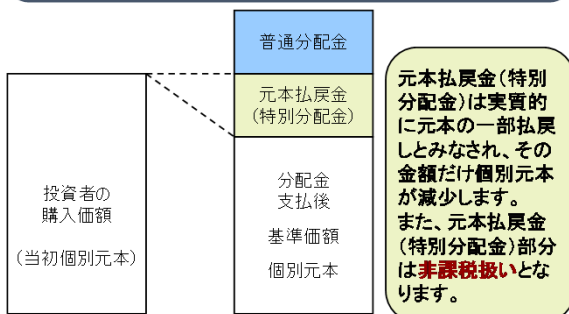 普通分配金
元本払戻金
(特別分配金)
投資者の
購入価額
(当初個別元本)
分配金
支払後
基準価額
個別元本
元本払戻金(特別
分配金)は実質的
に元本の一部払戻
しとみなされ、その
金額だけ個別元本
が減少します。
また、元本払戻金
(特別分配金)部分
は非課税扱いとな
ります。